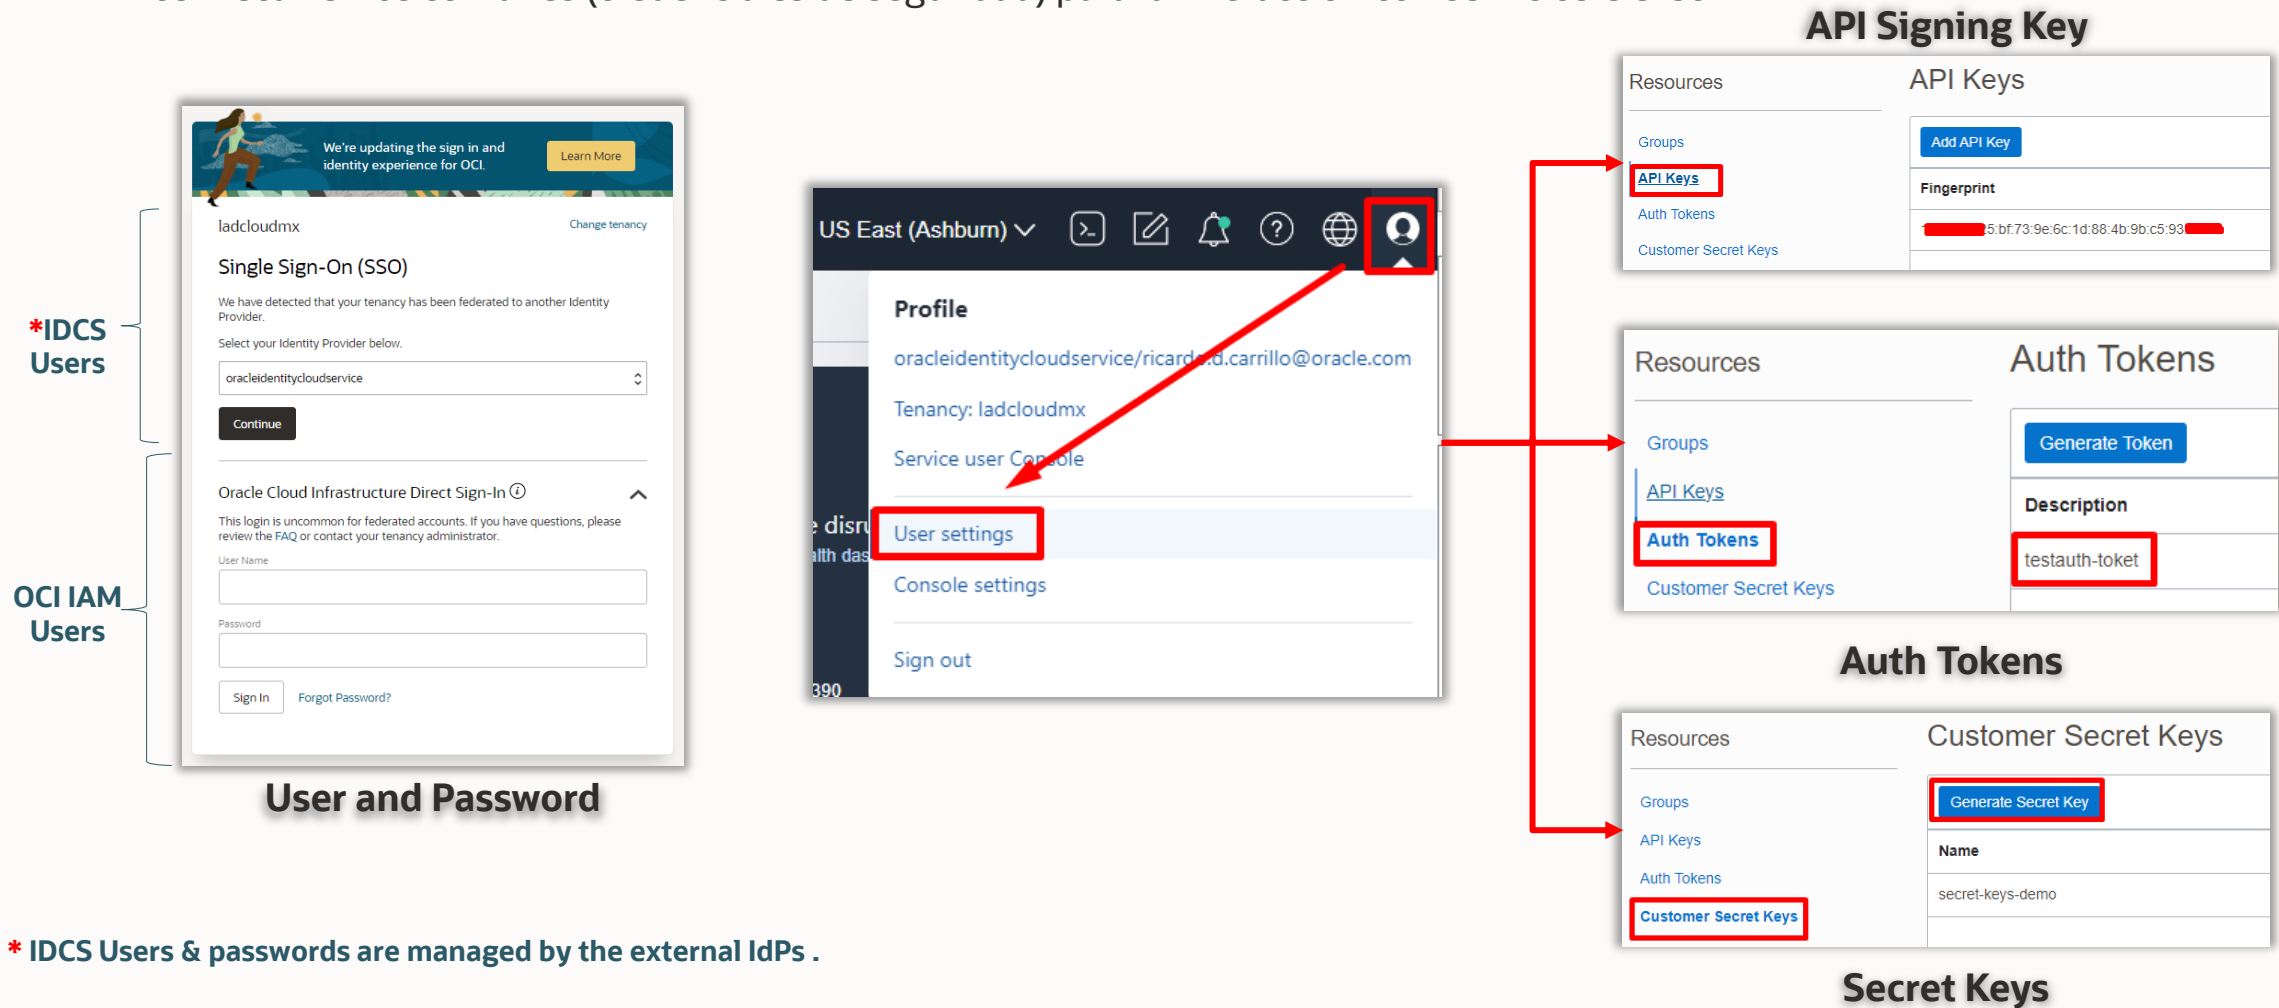 API Signing Key
We're updating the sign in and
identity experience for OCI.
Learn More
ladcloudmx
Change tenancy
Single Sign-On (SSO)
We have detected that your tenancy has been federated to another Identity
Provider.
Select your Identity Provider below.
oracleidentitycloudservice
Continue
Oracle Cloud Infrastructure Direct Sign-In
This login is uncommon for federated accounts. If you have questions, please
review the FAQ or contact your tenancy administrator.
User Name
Password
Sign In
Forgot Password?
*IDCS
Users
OCI IAM
Users
User and Password
US East (Ashburn)
Profile
oracleidentitycloudservice/ricardo.d.carrillo@oracle.com
Tenancy: ladcloudmx
Service user Console
User settings
Console settings
Sign out
390
Resources
API Keys
Groups
API Keys
Auth Tokens
Customer Secret Keys
Add API Key
Fingerprint
5:bf:73:9e:6c:1d:88:4b:9b:c5:93
Resources
Auth Tokens
Groups
API Keys
Auth Tokens
Customer Secret Keys
Generate Token
Description
testauth-toket
Auth Tokens
Resources
Customer Secret Keys
Groups
API Keys
Auth Tokens
Customer Secret Keys
Generate Secret Key
Name
secret-keys-demo
Secret Keys
* IDCS Users & passwords are managed by the external IdPs .